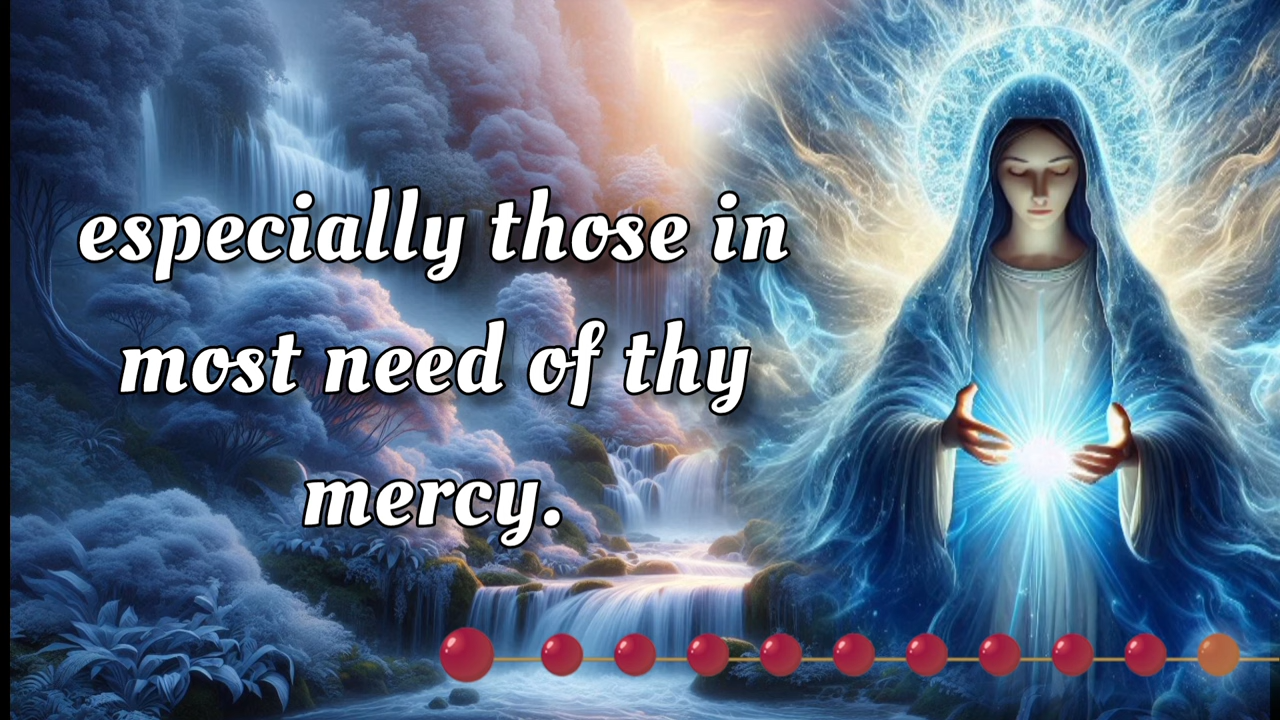 especially those in
most need of thy
mercy.